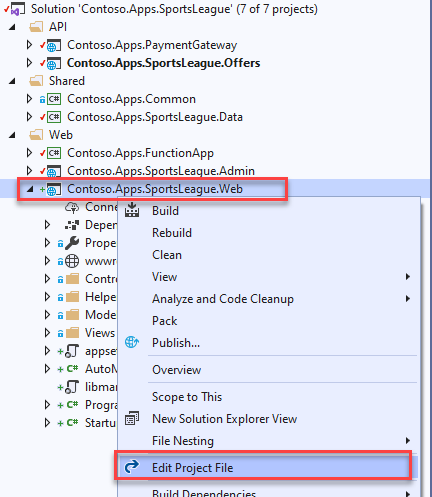 Solution 'Contoso.Apps.SportsLeague' (7 of 7 projects)
API
Contoso.Apps.PaymentGateway
Contoso.Apps.SportsLeague.Offers
Shared
C# Contoso.Apps.Common
C# Contoso.Apps.SportsLeague.Data
Web
Contoso.Apps.FunctionApp
Contoso.Apps.SportsLeague.Admin
Contoso.Apps.SportsLeague.Web
Conne
Build
Depen
Rebuild
Prope
Clean
wwwro
View
Contro
Analyze and Code Cleanup
Helpe
Pack
Mode
Publish...
Views
appset
Overview
C# AutoM
libmar
Scope to This
C# Progra
New Solution Explorer View
C# Startu
File Nesting
Edit Project File
Build Dependencies